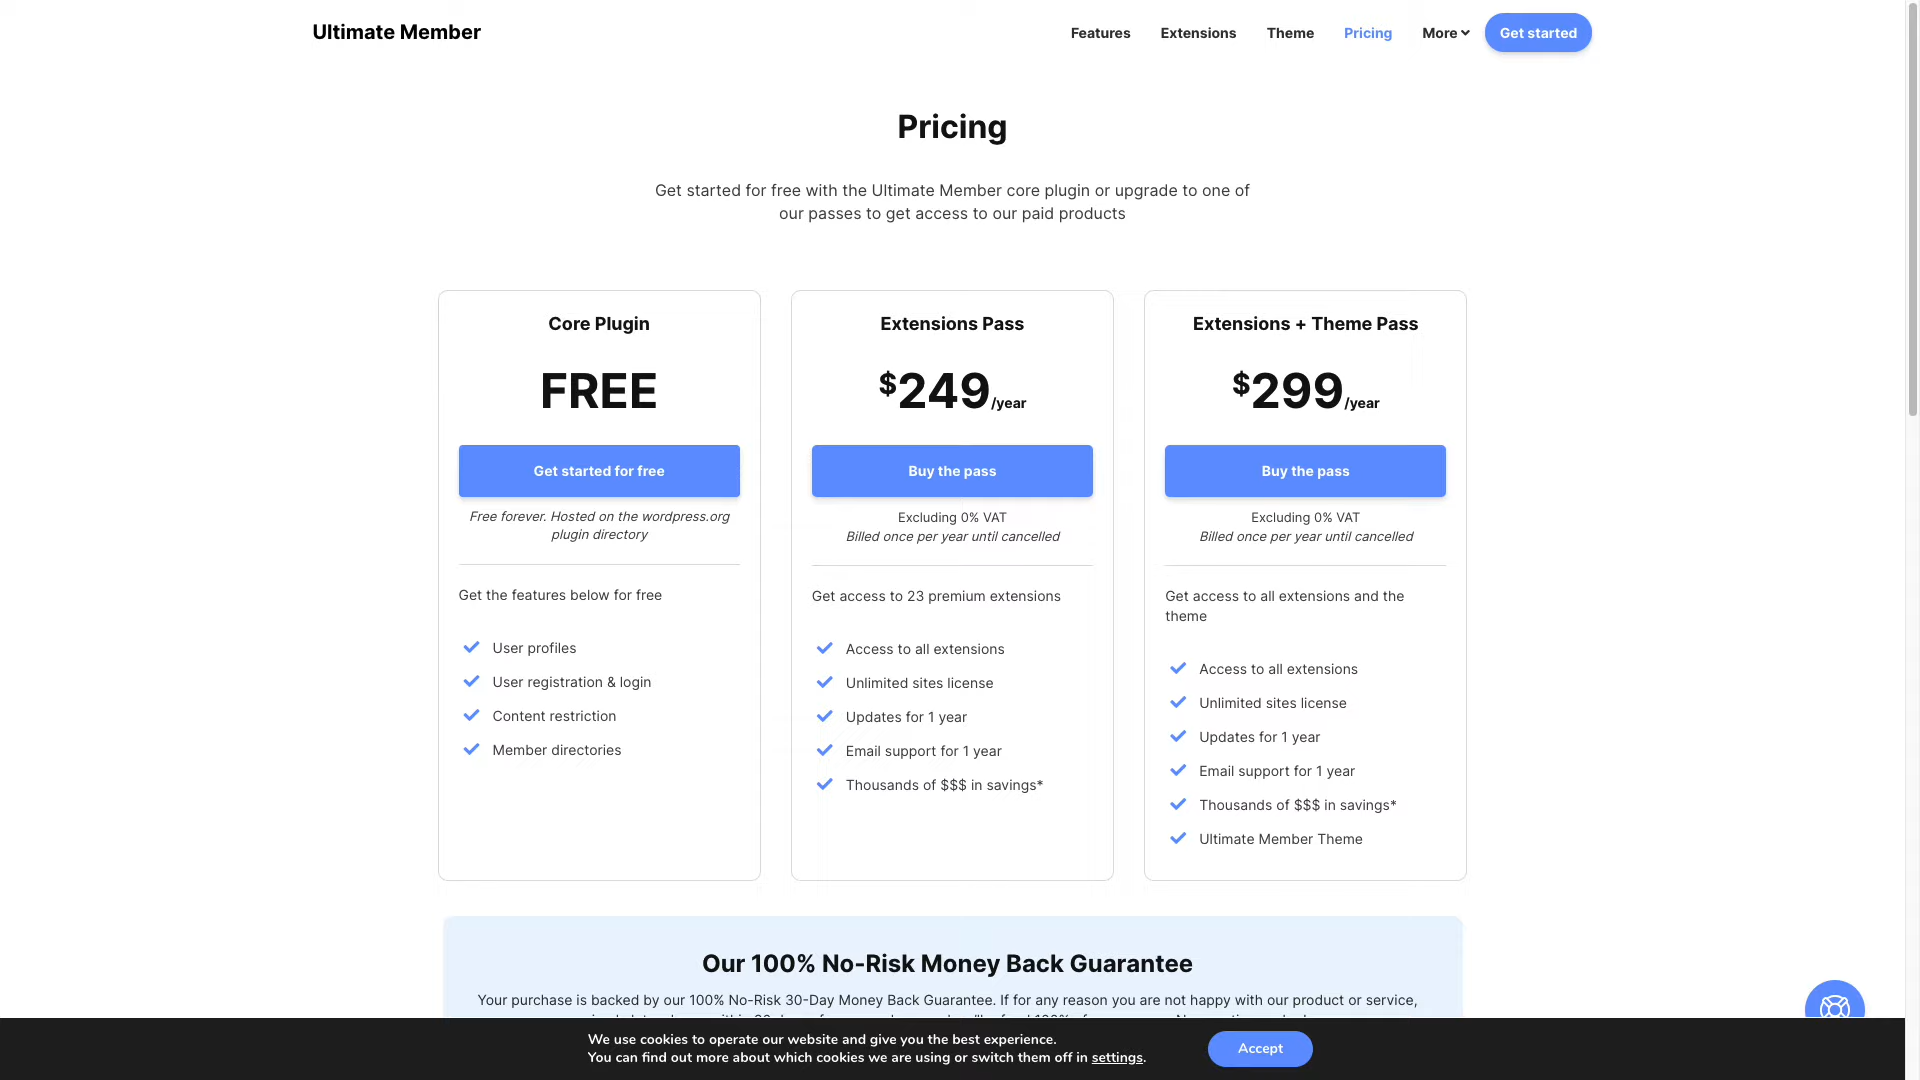 Ultimate Member
Features
Extensions
Theme
Pricing
More
Get started
Pricing
Get started for free with the Ultimate Member core plugin or upgrade to one of
our passes to get access to our paid products
Core Plugin
FREE
Get started for free
Free forever. Hosted on the wordpress.org
plugin directory
Get the features below for free
User profiles
User registration & login
Content restriction
Member directories
Extensions Pass
$249/year
Buy the pass
Excluding 0% VAT
Billed once per year until cancelled
Get access to 23 premium extensions
Access to all extensions
Unlimited sites license
Updates for 1 year
Email support for 1 year
Thousands of $$$ in savings*
Extensions + Theme Pass
$299/year
Buy the pass
Excluding 0% VAT
Billed once per year until cancelled
Get access to all extensions and the
theme
Access to all extensions
Unlimited sites license
Updates for 1 year
Email support for 1 year
Thousands of $$$ in savings*
Ultimate Member Theme
Our 100% No-Risk Money Back Guarantee
Your purchase is backed by our 100% No-Risk 30-Day Money Back Guarantee. If for any reason you are not happy with our product or service,
We use cookies to operate our website and give you the best experience.
You can find out more about which cookies we are using or switch them off in settings.
Accept